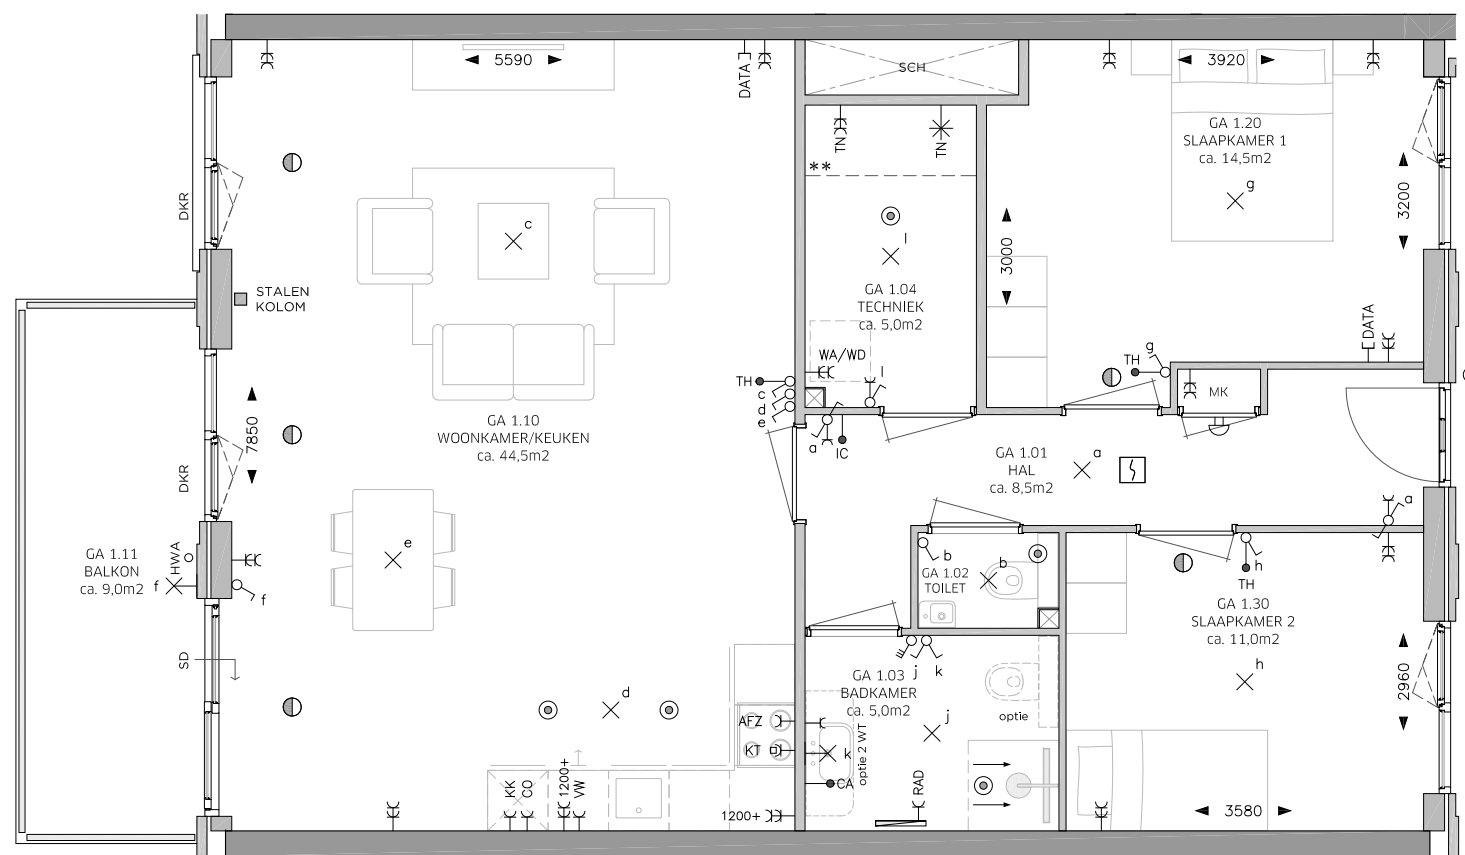 5590
DATA
SCH
3920
GA 1.20
SLAAPKAMER 1
ca. 14,5m2
g
3200
3000
TN
TN
**
DKR
c
l
GA 1.04
TECHNIEK
ca. 5,0m2
STALEN
KOLOM
WA/WD
l
DATA
g
TH
MK
TH
c
d
e
7850
GA 1.10
WOONKAMER/KEUKEN
ca. 44,5m2
a
IC
GA 1.01
HAL
ca. 8,5m2
a
DKR
a
e
GA 1.11
BALKON
ca. 9,0m2
HWA
f
f
b
GA 1.02
TOILET
b
h
TH
GA 1.30
SLAAPKAMER 2
ca. 11,0m2
h
SD
j
k
GA 1.03
BADKAMER
ca. 5,0m2
j
optie
2960
d
AFZ
KT
k
optie 2 WT
CA
RAD
KK
CO
1200+
VW
1200+
3580